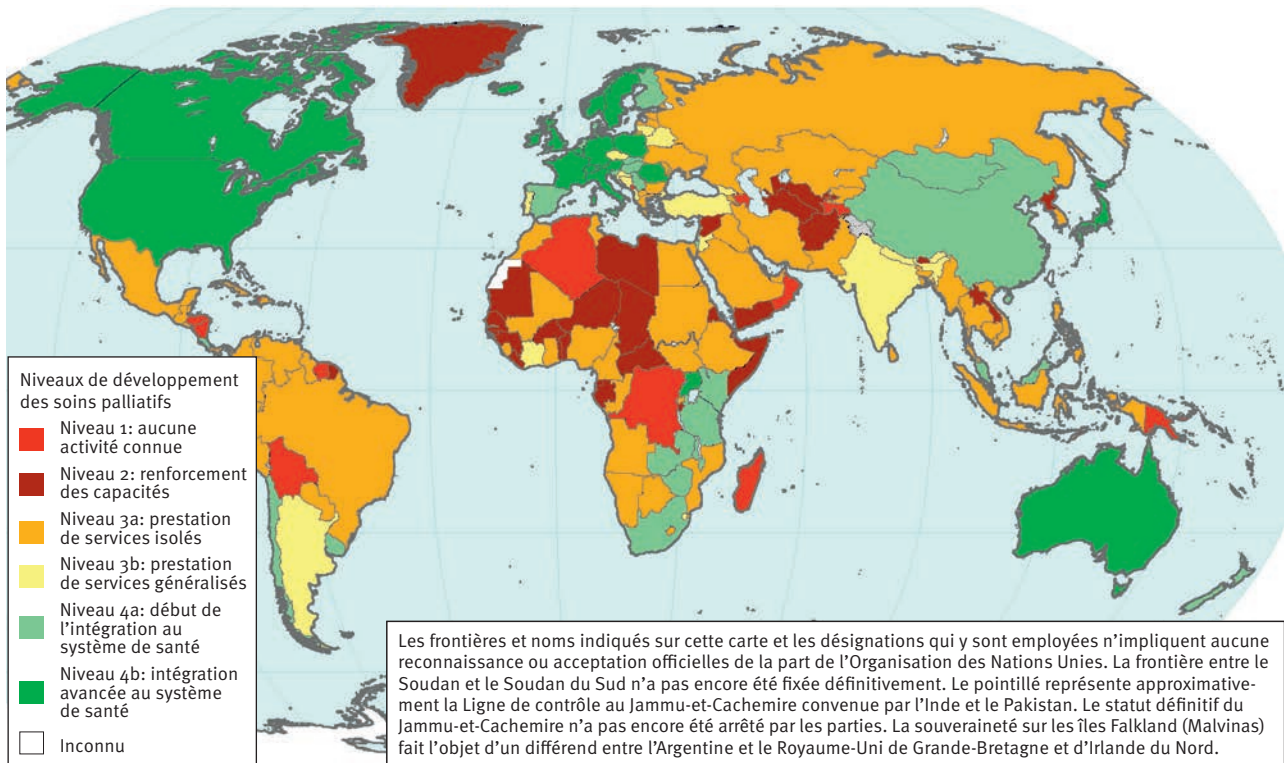 Niveaux de développement
des soins palliatifs
Niveau 1: aucune
activité connue
Niveau 2: renforcement
des capacités
Niveau 3a: prestation
de services isolés
Niveau 3b: prestation
de services généralisés
Niveau 4a: début de
l'intégration au
système de santé
Niveau 4b: intégration
avancée au système
de santé
Inconnu
Les frontières et noms indiqués sur cette carte et les désignations qui y sont employées n'impliquent aucune
reconnaissance ou acceptation officielles de la part de l'Organisation des Nations Unies. La frontière entre le
Soudan et le Soudan du Sud n'a pas encore été fixée définitivement. Le pointillé représente approximative-
ment la Ligne de contrôle au Jammu-et-Cachemire convenue par l'Inde et le Pakistan. Le statut définitif du
Jammu-et-Cachemire n'a pas encore été arrêté par les parties. La souveraineté sur les îles Falkland (Malvinas)
fait l'objet d'un différend entre l'Argentine et le Royaume-Uni de Grande-Bretagne et d'Irlande du Nord.